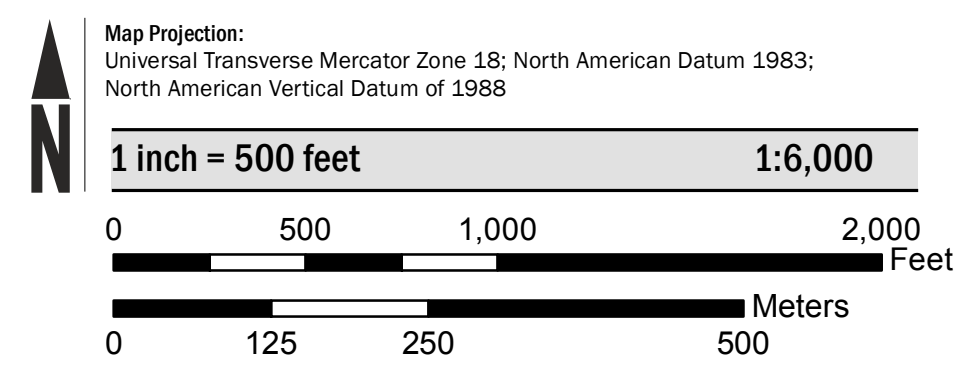 Map Projection:
Universal Transverse Mercator Zone 18; North American Datum 1983;
North American Vertical Datum of 1988
N
1 inch = 500 feet 1:6,000
0 500 1,000 2,000
Feet
Meters
0 125 250 500